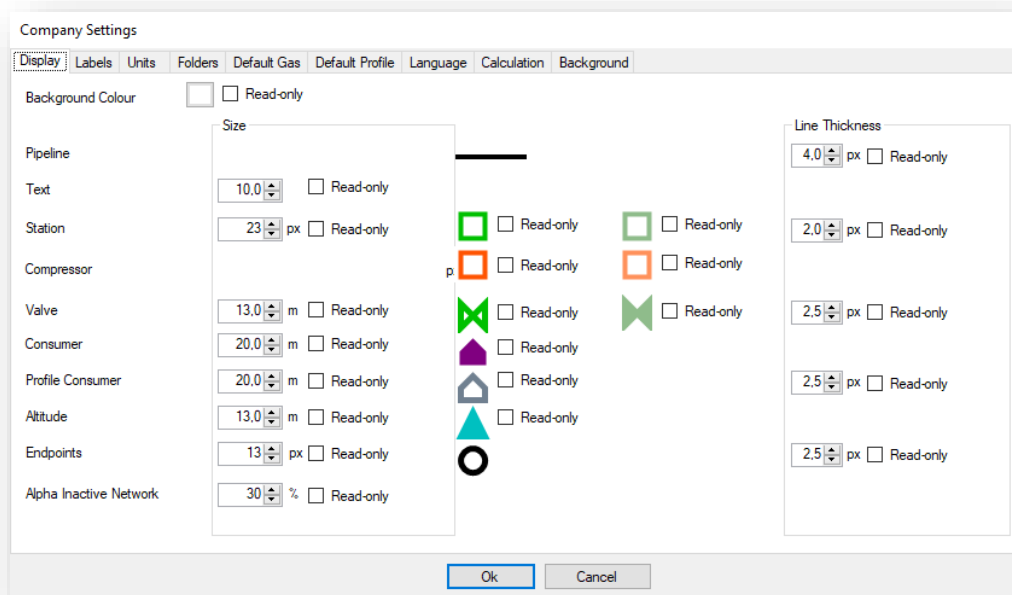 Company Settings
Display Labels Units Folders Default Gas Default Profile Language Calculation Background
Background Colour Read-only
Size Line Thickness
Pipeline 4,0 px Read-only
Text 10,0 Read-only
Station 23 px Read-only Read-only Read-only 2,0 px Read-only
Compressor p Read-only Read-only
Valve 13,0 m Read-only Read-only Read-only 2,5 px Read-only
Consumer 20,0 m Read-only Read-only
Profile Consumer 20,0 m Read-only Read-only 2,5 px Read-only
Altitude 13,0 m Read-only Read-only
Endpoints 13 px Read-only 2,5 px Read-only
Alpha Inactive Network 30 % Read-only
Ok Cancel